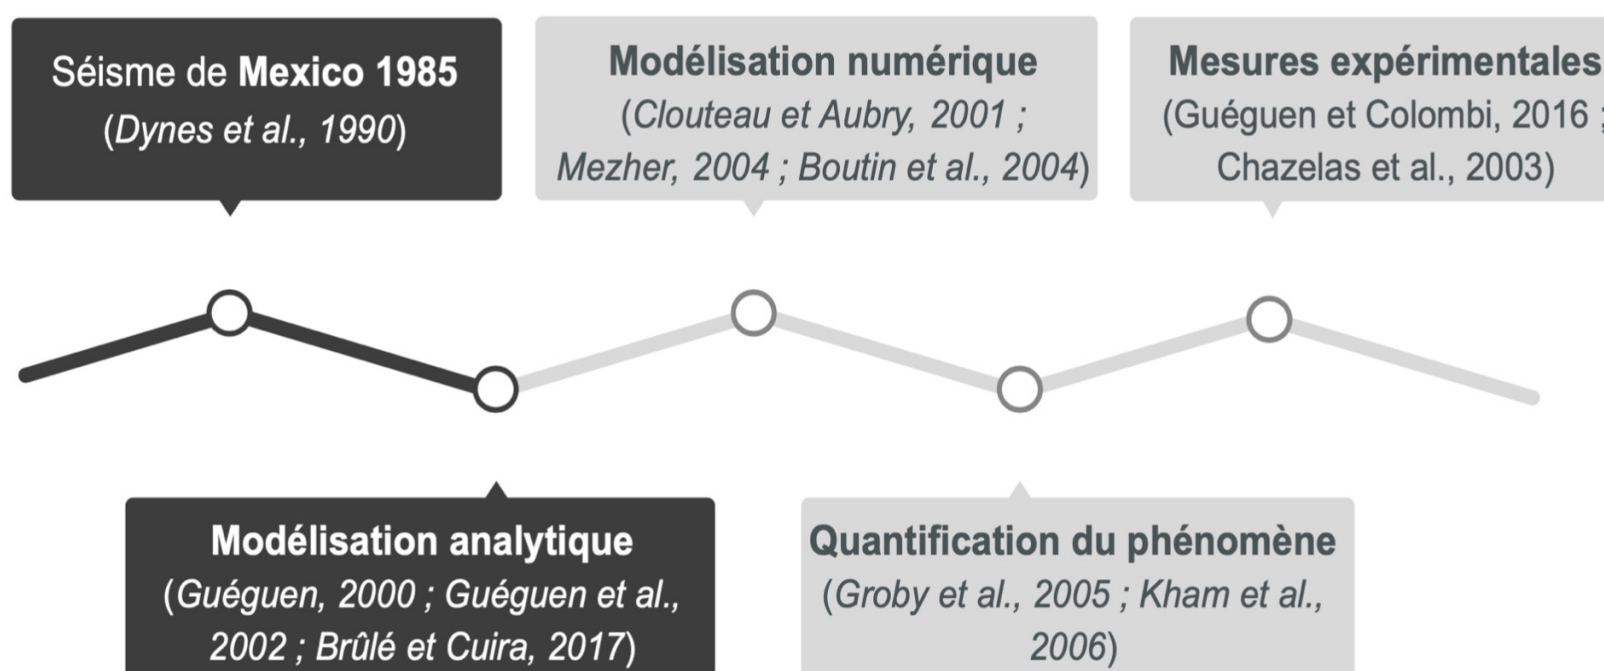 Séisme de Mexico 1985
(Dynes et al., 1990)
Modélisation numérique
(Clouteau et Aubry, 2001 ;
Mezher, 2004 ; Boutin et al., 2004)
Mesures expérimentales
(Guéguen et Colombi, 2016 ;
Chazelas et al., 2003)
Modélisation analytique
(Guéguen, 2000 ; Guéguen et al.,
2002 ; Brûlé et Cuira, 2017)
Quantification du phénomène
(Groby et al., 2005 ; Kham et al.,
2006)